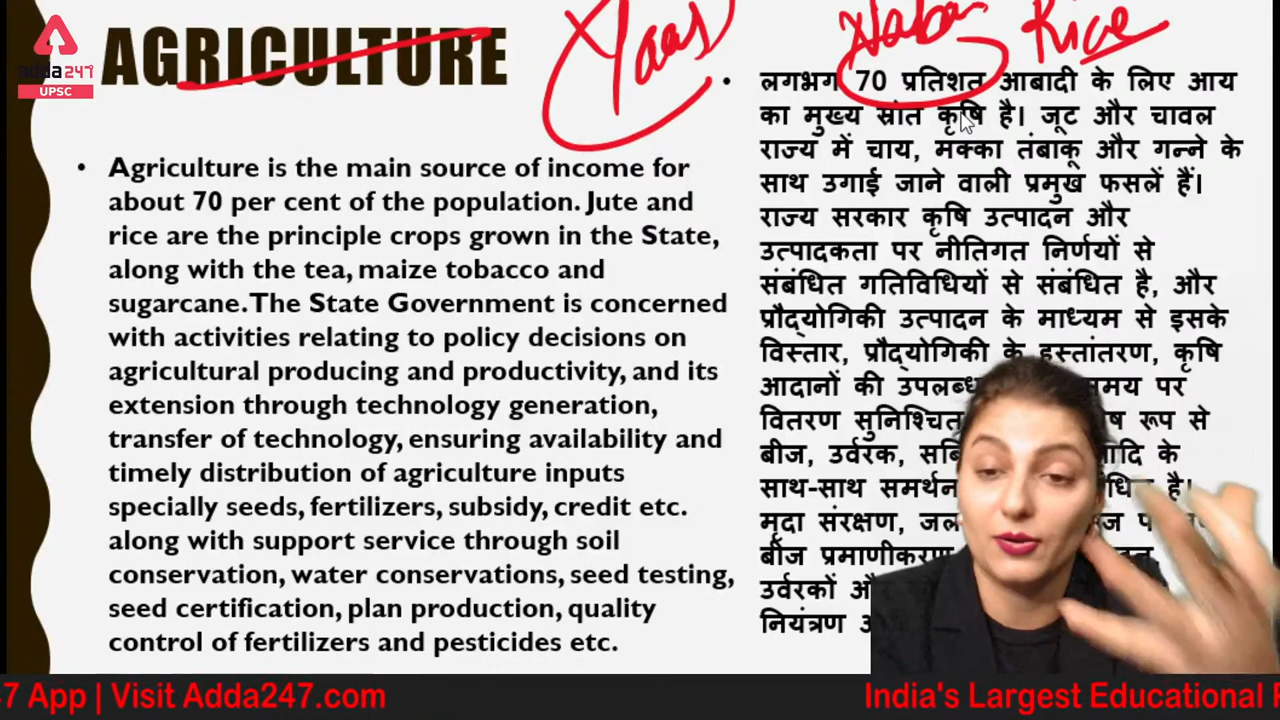 adda247
UPSC
AGRICULTURE
Yaas
Rice
• Agriculture is the main source of income for
about 70 per cent of the population. Jute and
rice are the principle crops grown in the State,
along with the tea, maize tobacco and
sugarcane. The State Government is concerned
with activities relating to policy decisions on
agricultural producing and productivity, and its
extension through technology generation,
transfer of technology, ensuring availability and
timely distribution of agriculture inputs
specially seeds, fertilizers, subsidy, credit etc.
along with support service through soil
conservation, water conservations, seed testing,
seed certification, plan production, quality
control of fertilizers and pesticides etc.
• लगभग 70 प्रतिशत आबादी के लिए आय
का मुख्य स्रोत कृषि है। जूट और चावल
राज्य में चाय, मक्का तंबाकू और गन्ने के
साथ उगाई जाने वाली प्रमुख फसलें हैं।
राज्य सरकार कृषि उत्पादन और
उत्पादकता पर नीतिगत निर्णयों से
संबंधित गतिविधियों से संबंधित है, और
प्रौद्योगिकी उत्पादन के माध्यम से इसके
विस्तार, प्रौद्योगिकी के हस्तांतरण, कृषि
आदानों की समय पर
वितरण रूप से
बीज, उर्वरक, के
साथ-साथ समर्थन है।
मृदा संरक्षण,
बीज प्रमाणीकरण
उर्वरकों
नियंत्रण
47 App | Visit Adda247.com
India's Largest Educational